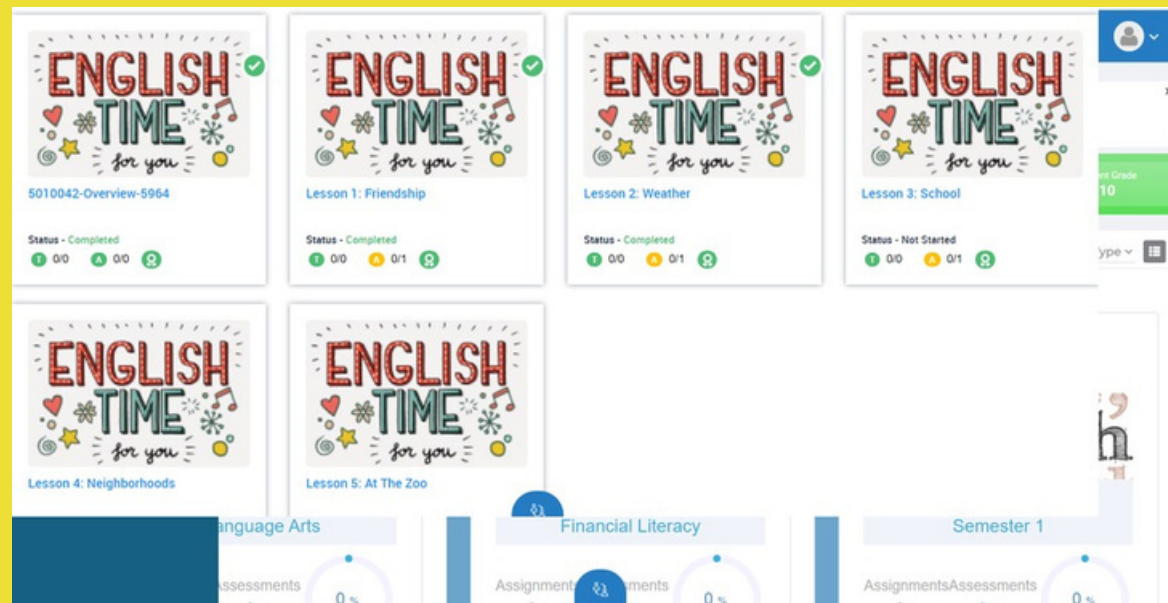 ENGLISH
TIME
for you
5010042-Overview-5964
Status - Completed
T 0/0 A 0/0
ENGLISH
TIME
for you
Lesson 1: Friendship
Status - Completed
T 0/0 A 0/1
ENGLISH
TIME
for you
Lesson 2: Weather
Status - Completed
T 0/0 A 0/1
ENGLISH
TIME
for you
Lesson 3: School
Status - Not Started
T 0/0 A 0/1
Grade
10
ENGLISH
TIME
for you
Lesson 4: Neighborhoods
ENGLISH
TIME
for you
Lesson 5: At The Zoo
h
Arts
Financial Literacy
Semester 1
0 %
0 %
AssignmentsAssessments
0 %